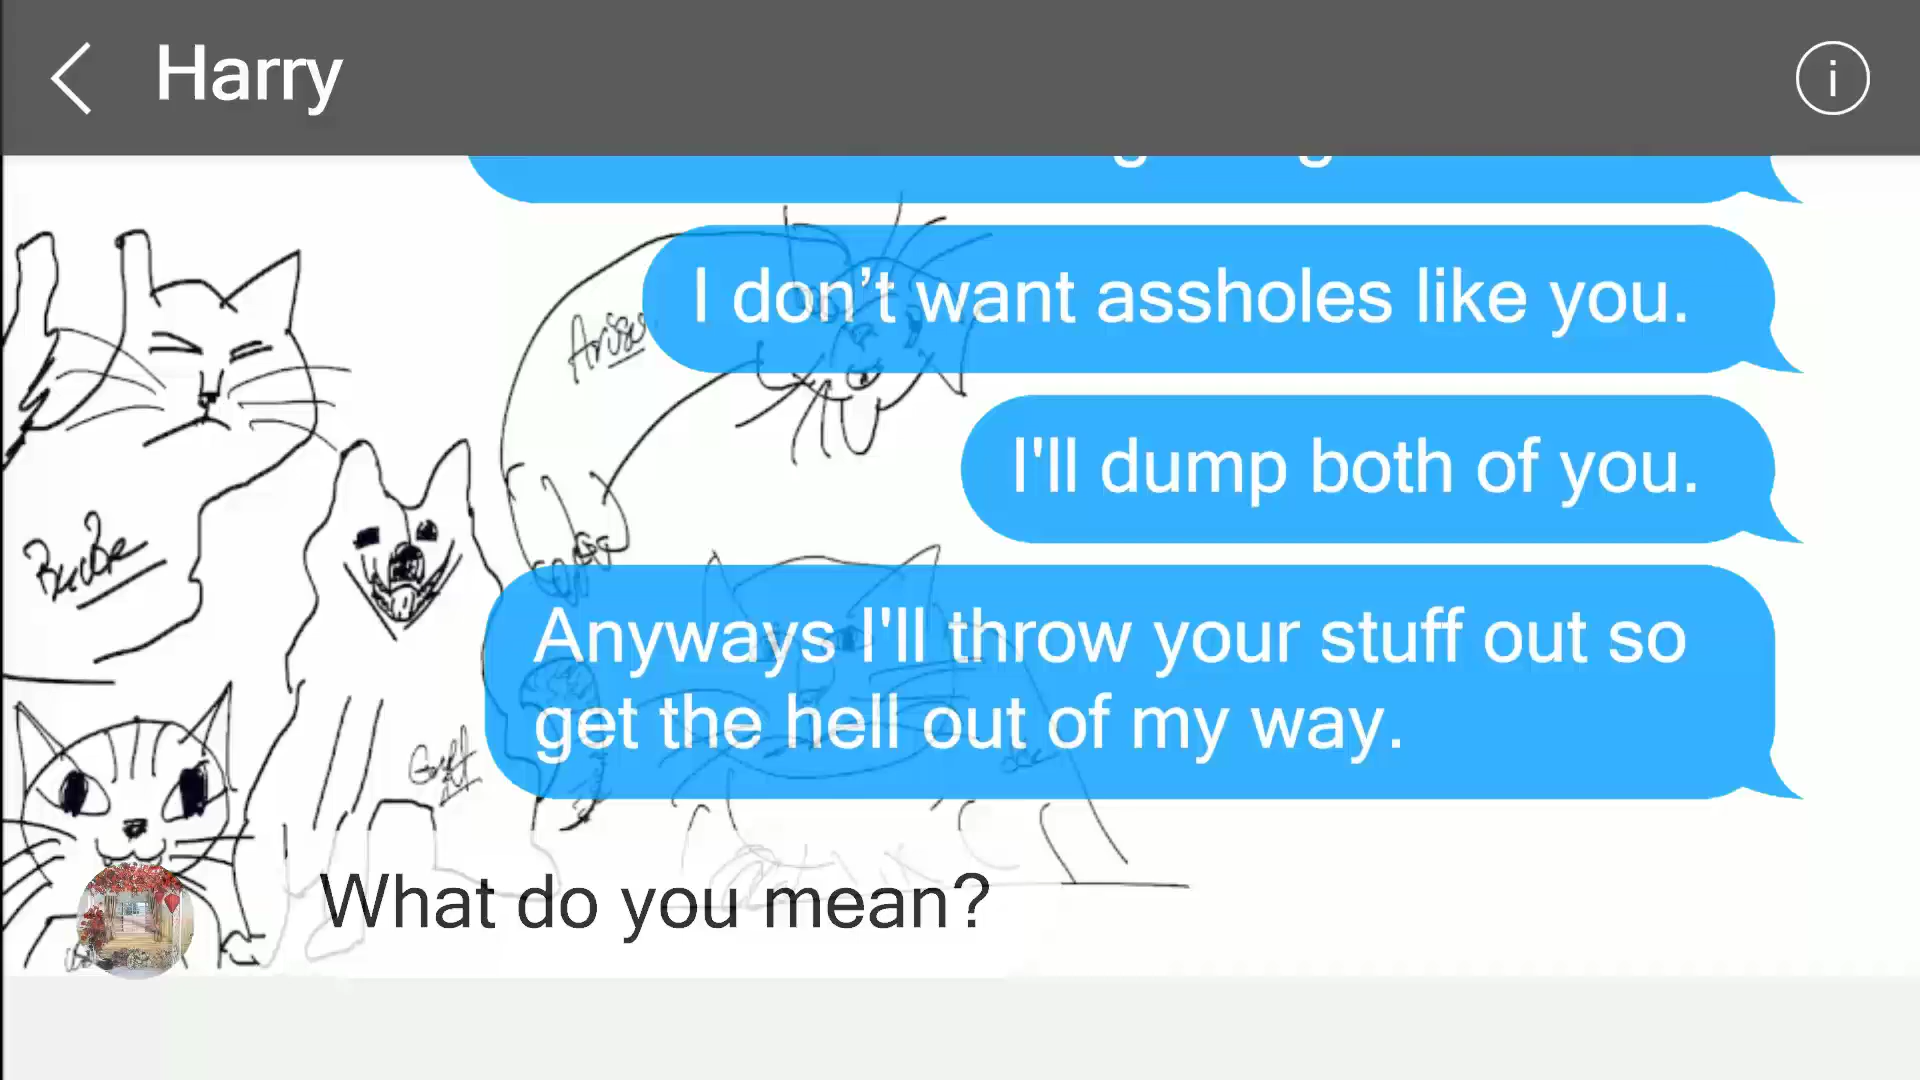 Harry
i
I don’t want assholes like you.
I'll dump both of you.
Anyways I'll throw your stuff out so
get the hell out of my way.
What do you mean?